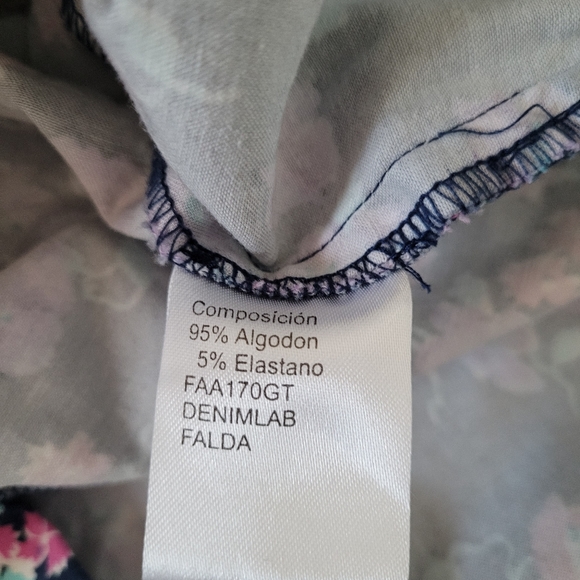 Composición
95% Algodon
5% Elastano
FAA170GT
DENIMLAB
FALDA